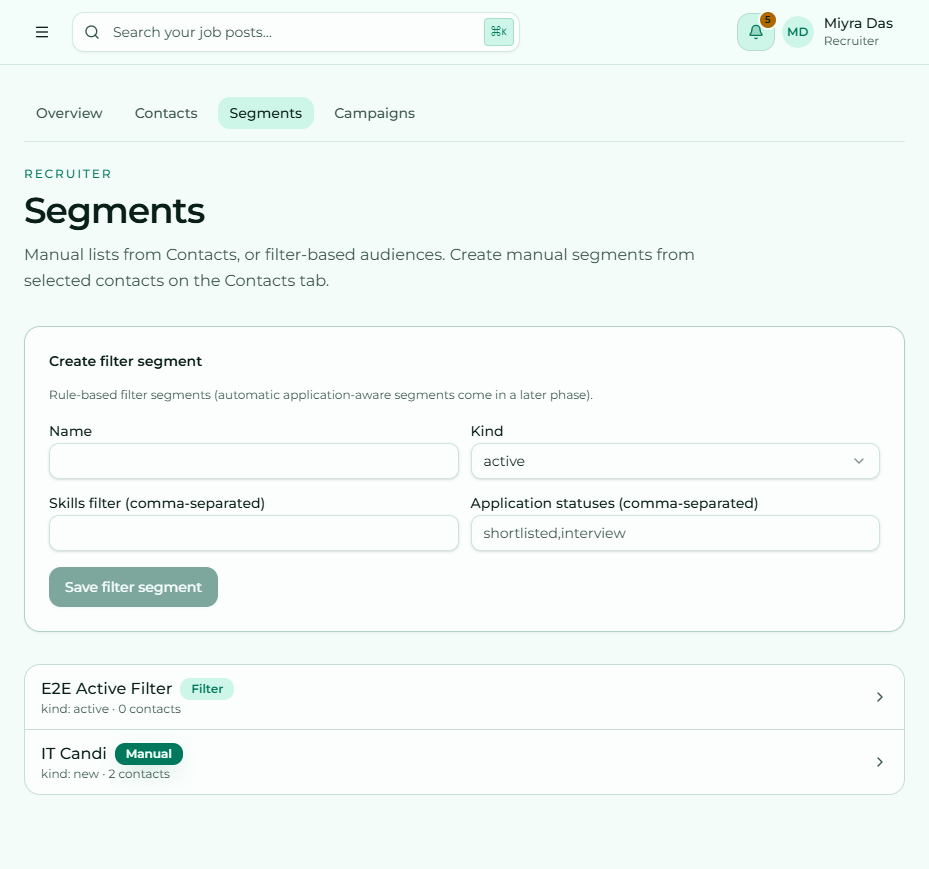 Search your job posts...
⌘K
5
MD
Miyra Das
Recruiter
Overview
Contacts
Segments
Campaigns
RECRUITER
Segments
Manual lists from Contacts, or filter-based audiences. Create manual segments from
selected contacts on the Contacts tab.
Create filter segment
Rule-based filter segments (automatic application-aware segments come in a later phase).
Name
Kind
active
Skills filter (comma-separated)
Application statuses (comma-separated)
shortlisted,interview
Save filter segment
E2E Active Filter
Filter
kind: active · 0 contacts
IT Candi
Manual
kind: new · 2 contacts